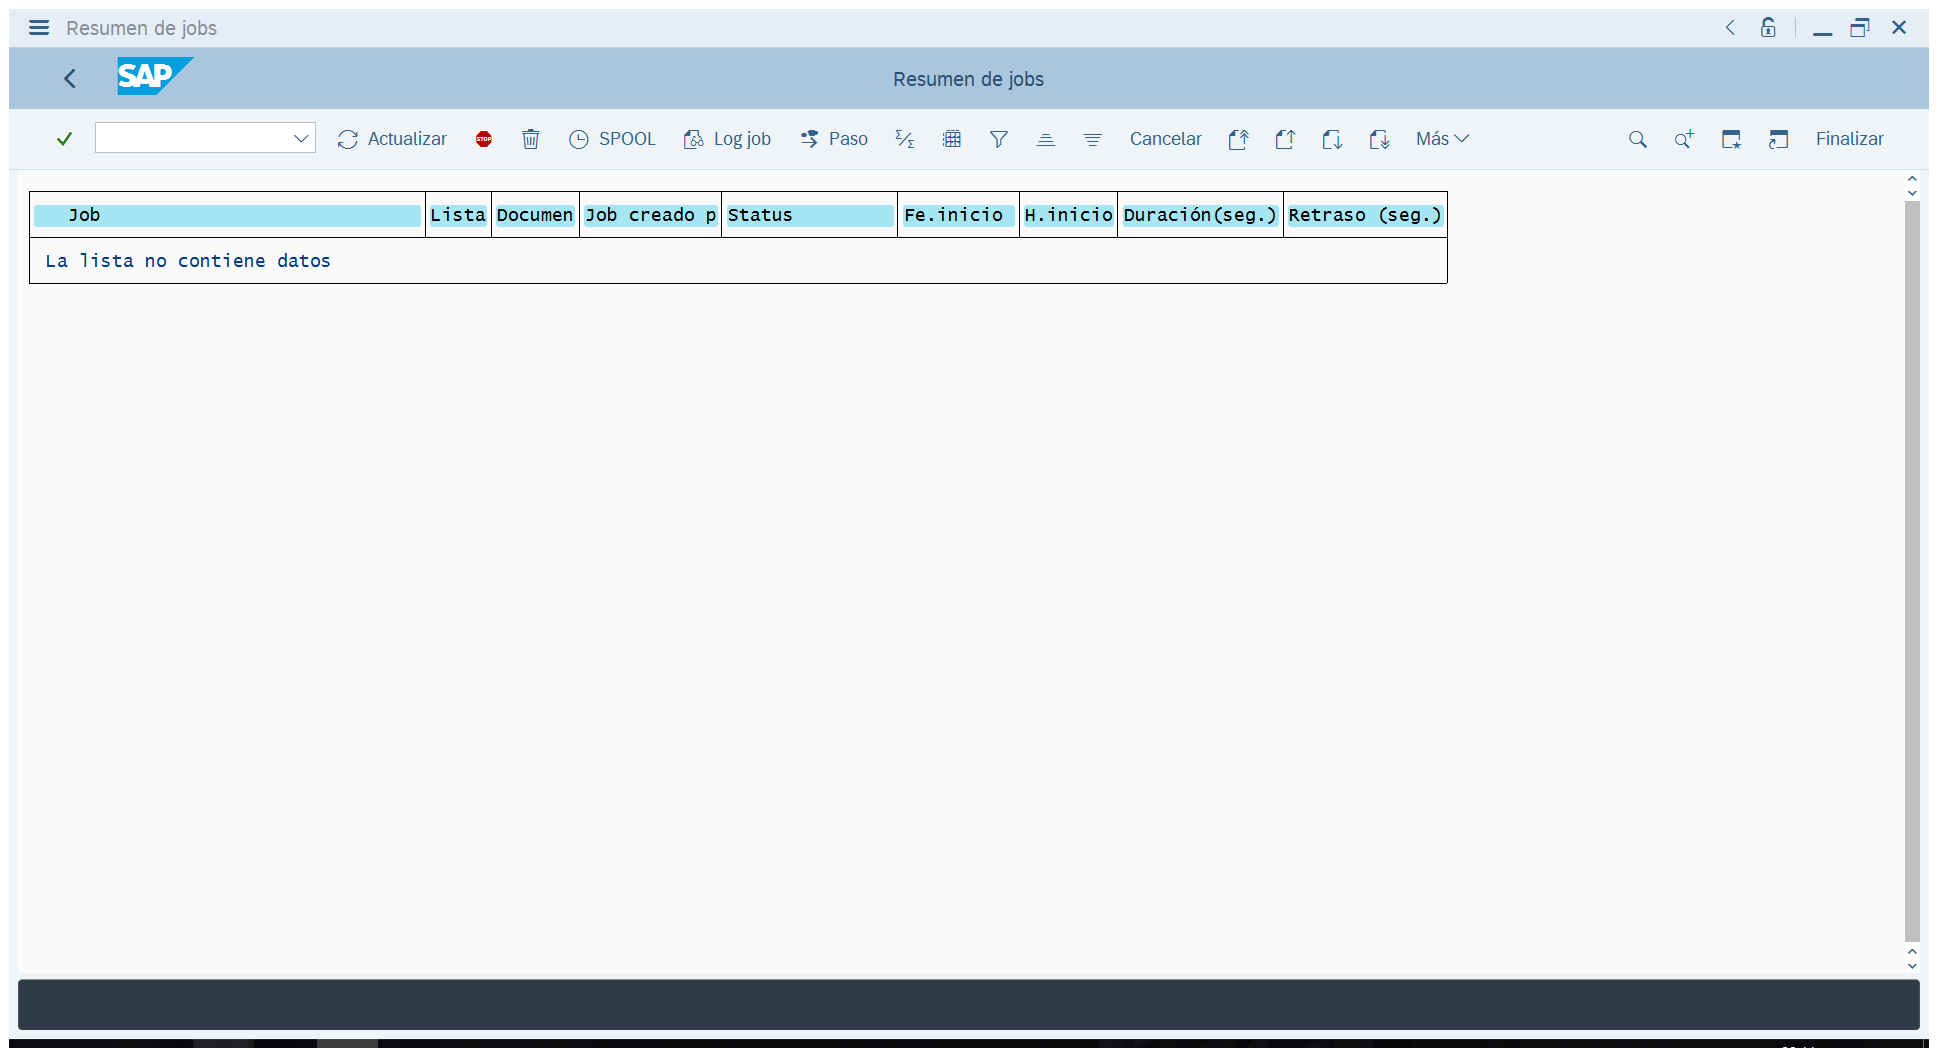 Resumen de jobs
SAP
Resumen de jobs
Actualizar STOP SPOOL Log job Paso Cancelar Más Finalizar
Job Lista Documen Job creado p Status Fe.inicio H.inicio Duración(seg.) Retraso (seg.)
La lista no contiene datos